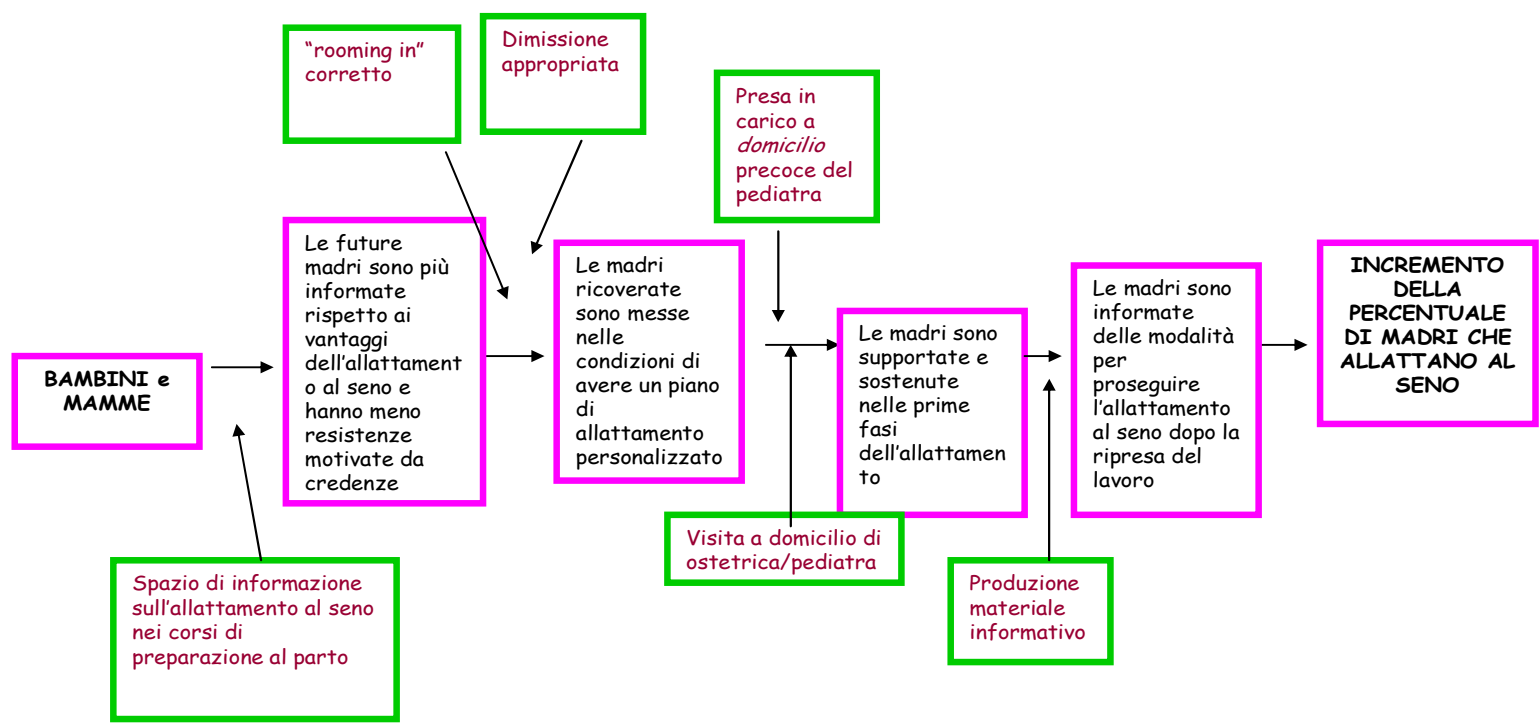 “rooming in”
corretto
Dimissione
appropriata
Presa in
carico a
domicilio
precoce del
pediatra
BAMBINI e
MAMME
Le future
madri sono più
informate
rispetto ai
vantaggi
dell’allattament
o al seno e
hanno meno
resistenze
motivate da
credenze
Le madri
ricoverate
sono messe
nelle
condizioni di
avere un piano
di
allattamento
personalizzato
Le madri sono
supportate e
sostenute
nelle prime
fasi
dell’allattamen
to
Le madri sono
informate
delle modalità
per
proseguire
l’allattamento
al seno dopo la
ripresa del
lavoro
INCREMENTO
DELLA
PERCENTUALE
DI MADRI CHE
ALLATTANO AL
SENO
Spazio di informazione
sull’allattamento al seno
nei corsi di
preparazione al parto
Visita a domicilio di
ostetrica/pediatra
Produzione
materiale
informativo